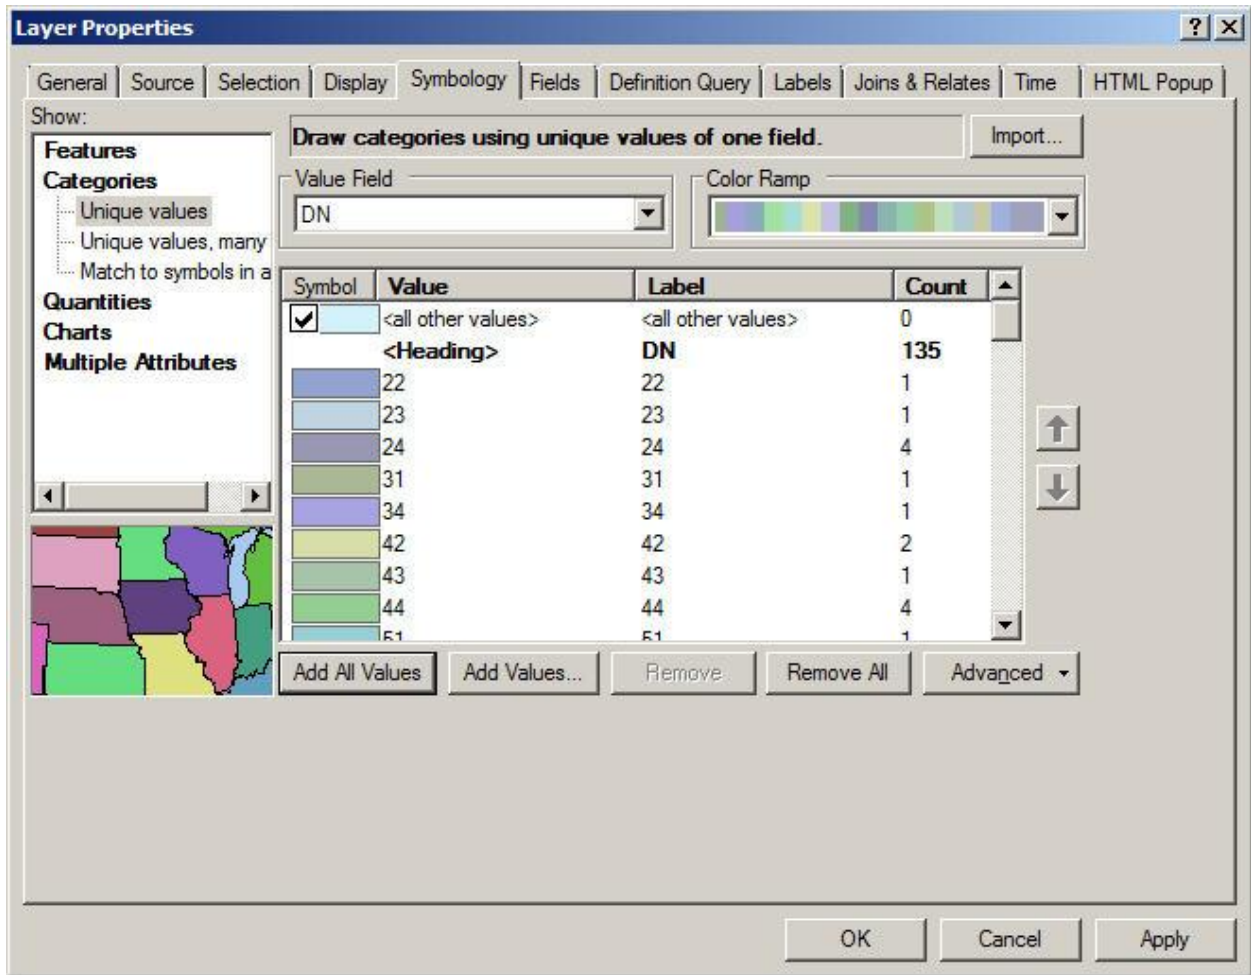 Layer Properties
General Source Selection Display Symbology Fields Definition Query Labels Joins & Relates Time HTML Popup
Show:
Features
Categories
Unique values
Unique values, many
Match to symbols in a
Quantities
Charts
Multiple Attributes
Draw categories using unique values of one field.
Import...
Value Field
DN
Color Ramp
Symbol Value Label Count
<all other values> <all other values> 0
<Heading> DN 135
22 22 1
23 23 1
24 24 4
31 31 1
34 34 1
42 42 2
43 43 1
44 44 4
51 51 1
Add All Values Add Values... Remove Remove All Advanced
OK Cancel Apply